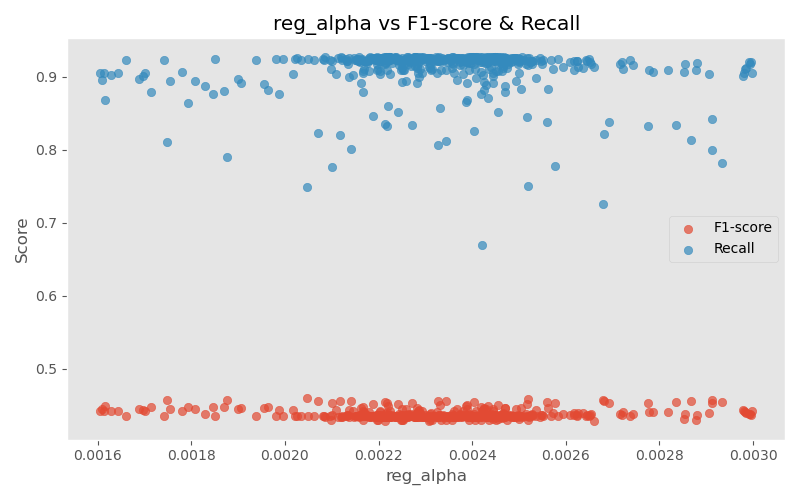 reg_alpha vs F1-score & Recall
Score
0.9
0.8
0.7
0.6
0.5
F1-score
Recall
0.0016 0.0018 0.0020 0.0022 0.0024 0.0026 0.0028 0.0030
reg_alpha